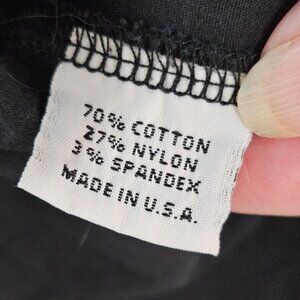 70% COTTON
27% NYLON
3% SPANDEX
MADE IN U.S.A.